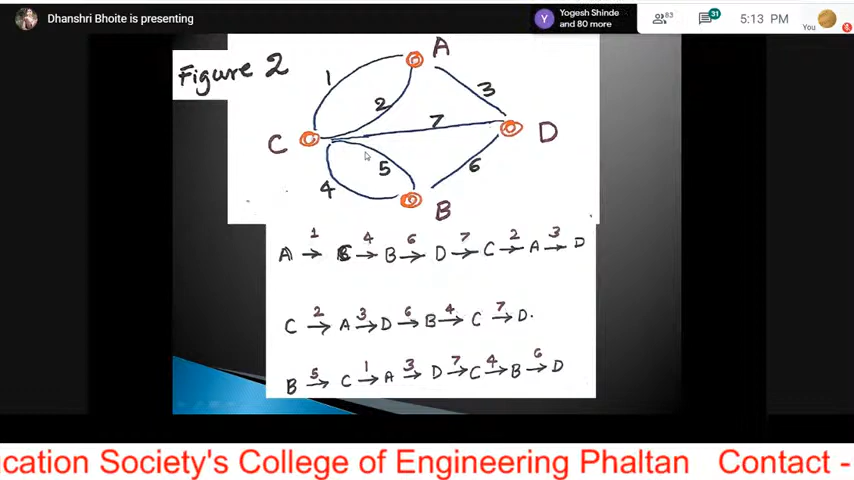 Dhanshri Bhoite is presenting
Y
Yogesh Shinde
and 80 more
83
31
5:13 PM
You
Figure 2
A
1
3
2
7
C
D
5
6
4
B
1 4 6 7 2 3
A → C → B → D → C → A → D
2 3 6 4 7
C → A → D → B → C → D.
5 1 3 7 4 6
B → C → A → D → C → B → D
ucation Society's College of Engineering Phaltan Contact -